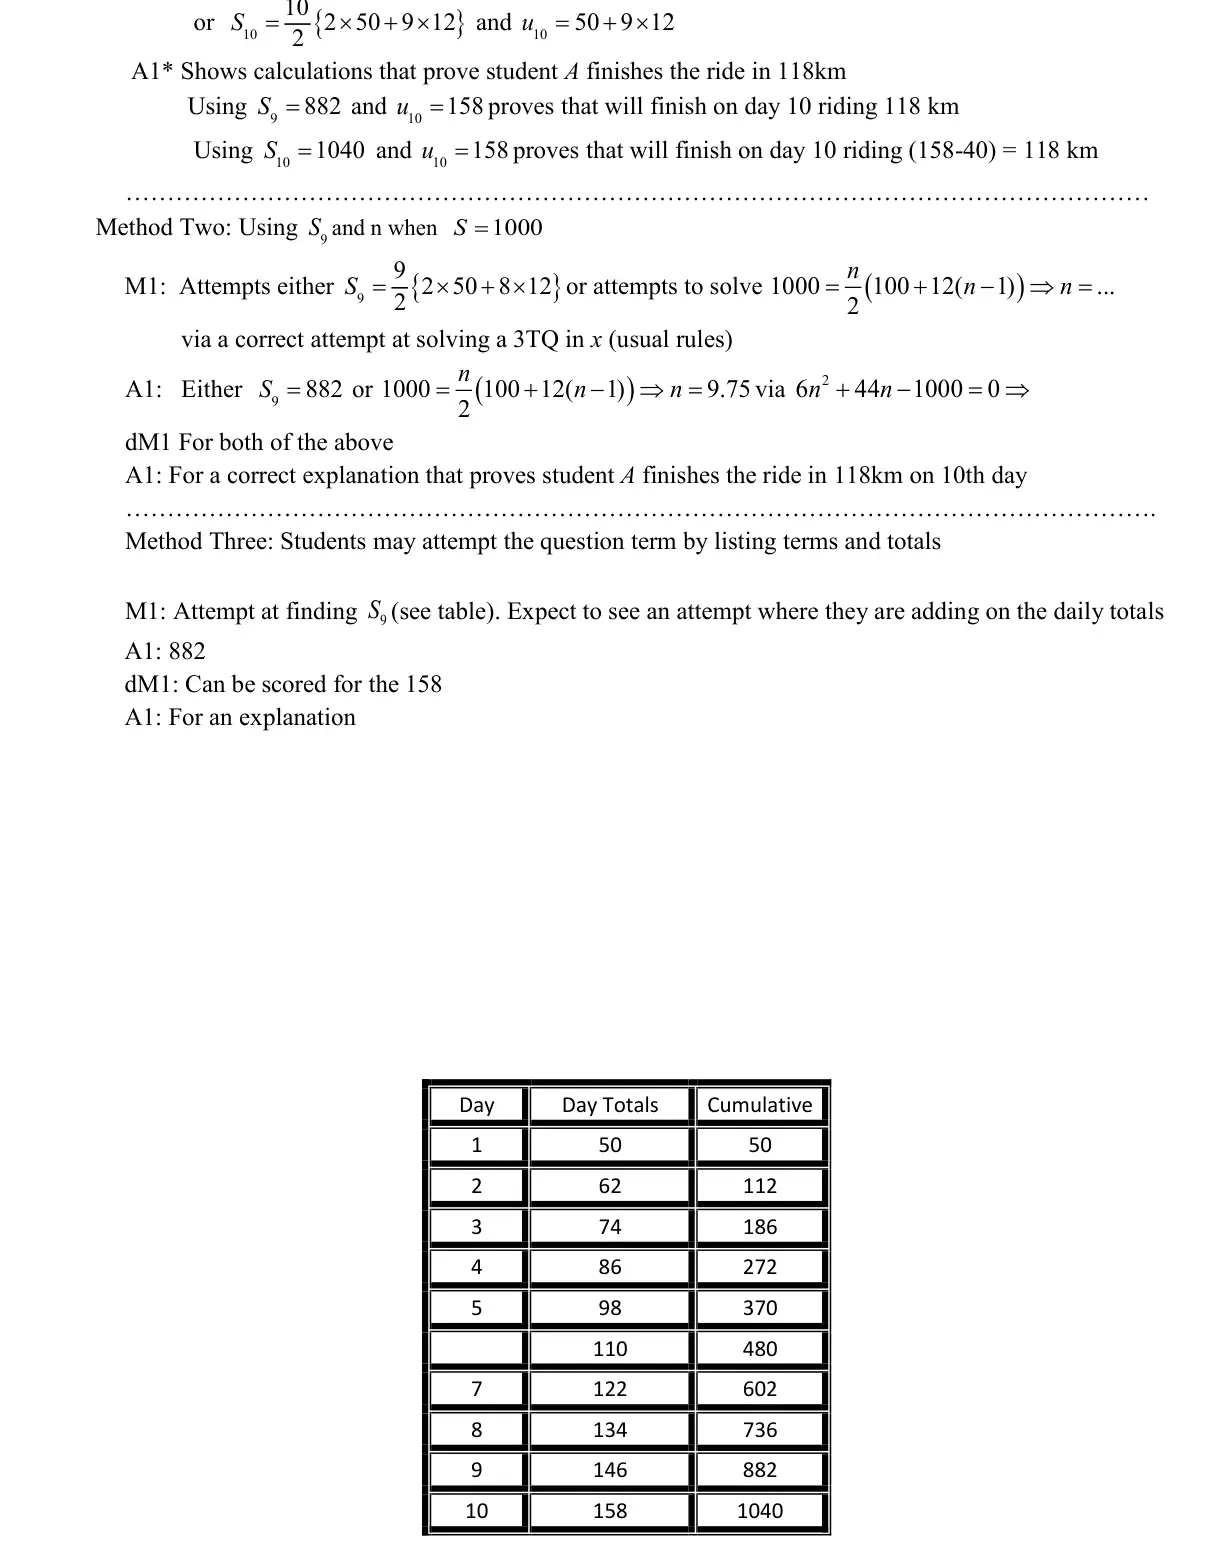 or S₁₀ = 10/2 {2×50+9×12} and u₁₀ = 50+9×12
A1* Shows calculations that prove student A finishes the ride in 118km
Using S₉ = 882 and u₁₀ = 158 proves that will finish on day 10 riding 118 km
Using S₁₀ = 1040 and u₁₀ = 158 proves that will finish on day 10 riding (158-40) = 118 km
……………………………………………………………………………………………………………
Method Two: Using S₉ and n when S = 1000
M1: Attempts either S₉ = 9/2 {2×50+8×12} or attempts to solve 1000 = n/2 (100+12(n−1)) ⇒ n = ...
via a correct attempt at solving a 3TQ in x (usual rules)
A1: Either S₉ = 882 or 1000 = n/2 (100+12(n−1)) ⇒ n = 9.75 via 6n² + 44n − 1000 = 0 ⇒
dM1 For both of the above
A1: For a correct explanation that proves student A finishes the ride in 118km on 10th day
…………………………………………………………………………………………………………….
Method Three: Students may attempt the question term by listing terms and totals
M1: Attempt at finding S₉ (see table). Expect to see an attempt where they are adding on the daily totals
A1: 882
dM1: Can be scored for the 158
A1: For an explanation
Day Day Totals Cumulative
1 50 50
2 62 112
3 74 186
4 86 272
5 98 370
110 480
7 122 602
8 134 736
9 146 882
10 158 1040